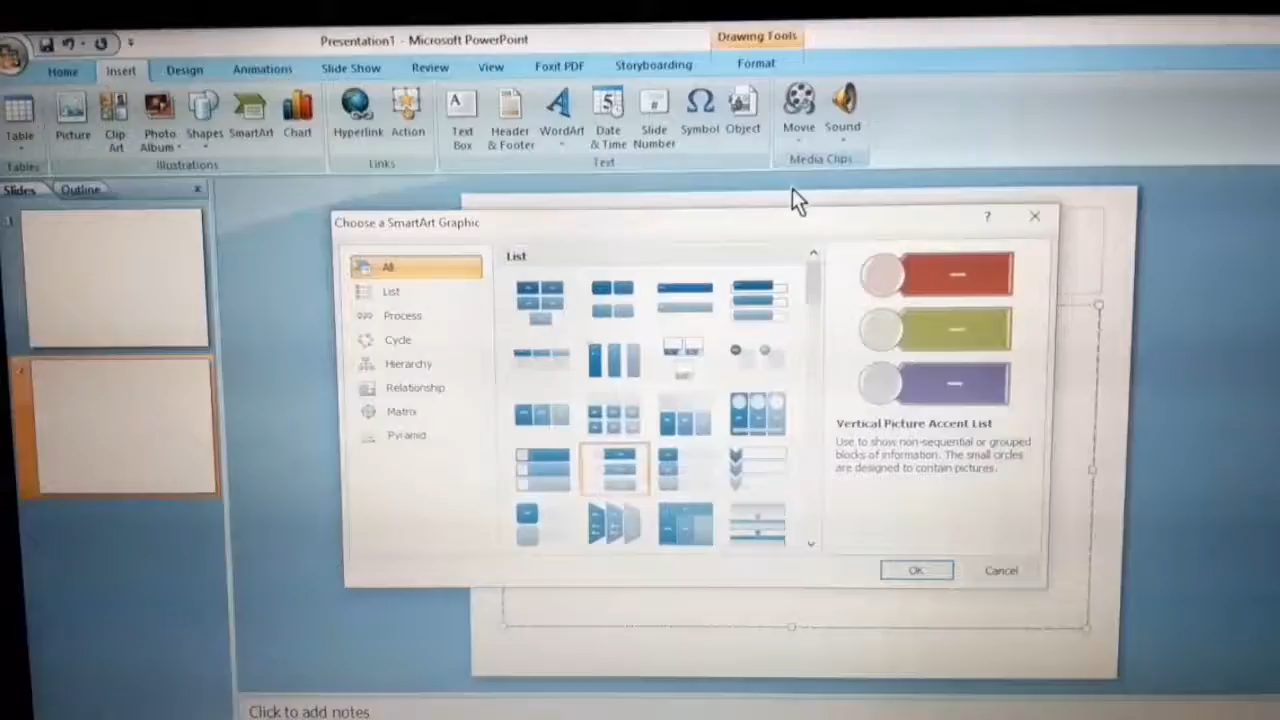 Presentation1 - Microsoft PowerPoint
Drawing Tools
Home Insert Design Animations Slide Show Review View Foxit PDF Storyboarding Format
Table Picture Clip Art Photo Album Shapes SmartArt Chart Hyperlink Action Text Box Header & Footer WordArt Date & Time Slide Number Symbol Object Movie Sound
Tables Illustrations Links Text Media Clips
Slides Outline
Choose a SmartArt Graphic
All
List
Process
Cycle
Hierarchy
Relationship
Matrix
Pyramid
List
Vertical Picture Accent List
Use to show non-sequential or grouped
blocks of information. The small circles
are designed to contain pictures.
OK Cancel
Click to add notes